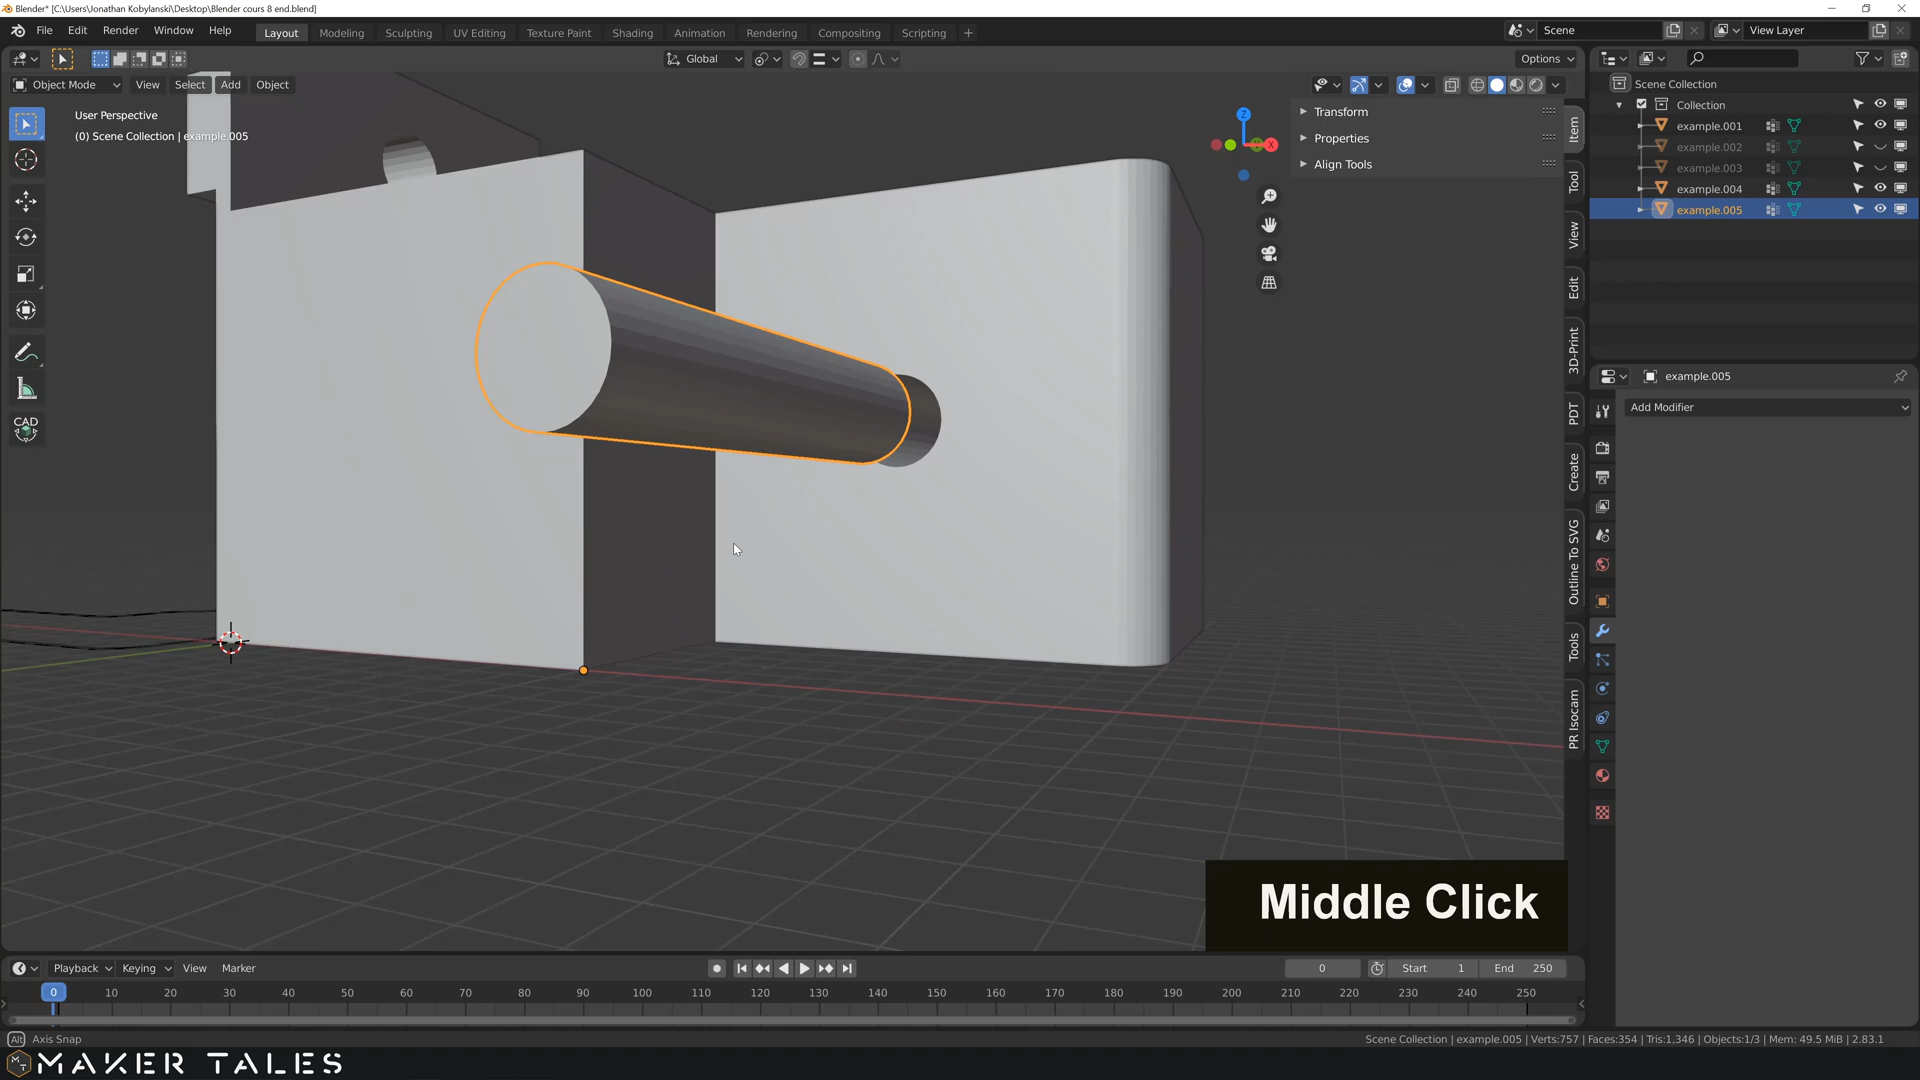 Blender* [C:\Users\Jonathan Kobylanski\Desktop\Blender cours 8 end.blend]
File Edit Render Window Help Layout Modeling Sculpting UV Editing Texture Paint Shading Animation Rendering Compositing Scripting + Scene View Layer
Global Options
Object Mode View Select Add Object
User Perspective
(0) Scene Collection | example.005
Z
X
Transform
Properties
Align Tools
Item
Tool
View
Edit
3D-Print
PDT
Create
Outline To SVG
Tools
PR Isocam
CAD
Scene Collection
Collection
example.001
example.002
example.003
example.004
example.005
example.005
Add Modifier
Middle Click
Playback Keying View Marker 0 Start 1 End 250
0 10 20 30 40 50 60 70 80 90 100 110 120 130 140 150 160 170 180 190 200 210 220 230 240 250
Alt Axis Snap
Scene Collection | example.005 | Verts:757 | Faces:354 | Tris:1,346 | Objects:1/3 | Mem: 49.5 MiB | 2.83.1
MAKER TALES